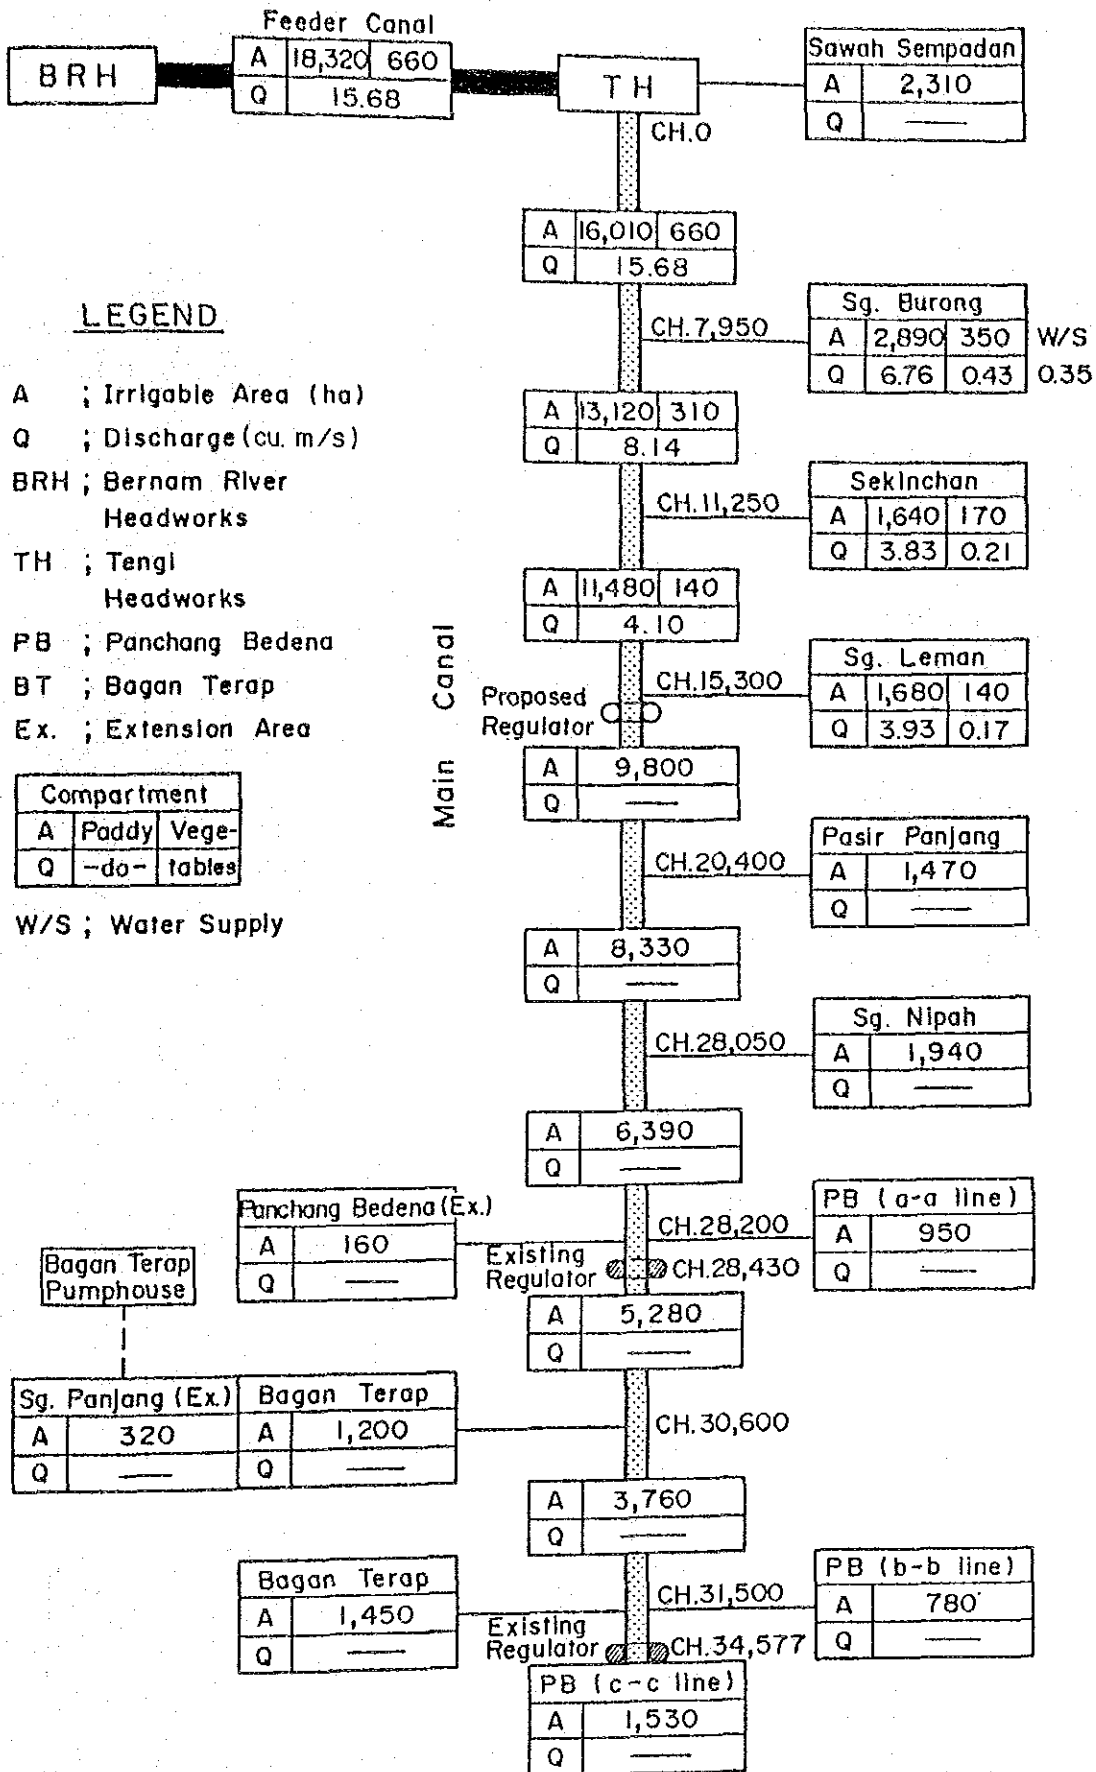 Feeder Canal
BRH
A 18,320 660
Q 15.68
TH
Sawah Sempadan
A 2,310
Q —
CH.0
A 16,010 660
Q 15.68
LEGEND
A ; Irrigable Area (ha)
Q ; Discharge (cu. m/s)
BRH ; Bernam River
Headworks
TH ; Tengi
Headworks
PB ; Panchang Bedena
BT ; Bagan Terap
Ex. ; Extension Area
Compartment
A Paddy Vege-
Q -do- tables
W/S ; Water Supply
Main Canal
CH.7,950
Sg. Burong
A 2,890 350 W/S
Q 6.76 0.43 0.35
A 13,120 310
Q 8.14
CH.11,250
Sekinchan
A 1,640 170
Q 3.83 0.21
A 11,480 140
Q 4.10
CH.15,300
Sg. Leman
A 1,680 140
Q 3.93 0.17
Proposed
Regulator
A 9,800
Q —
CH.20,400
Pasir Panjang
A 1,470
Q —
A 8,330
Q —
CH.28,050
Sg. Nipah
A 1,940
Q —
A 6,390
Q —
Panchang Bedena (Ex.)
A 160
Q —
CH.28,200
PB (a-a line)
A 950
Q —
Existing
Regulator
CH.28,430
Bagan Terap
Pumphouse
A 5,280
Q —
Sg. Panjang (Ex.)
A 320
Q —
Bagan Terap
A 1,200
Q —
CH.30,600
A 3,760
Q —
Bagan Terap
A 1,450
Q —
CH.31,500
PB (b-b line)
A 780
Q —
Existing
Regulator
CH.34,577
PB (c-c line)
A 1,530
Q —